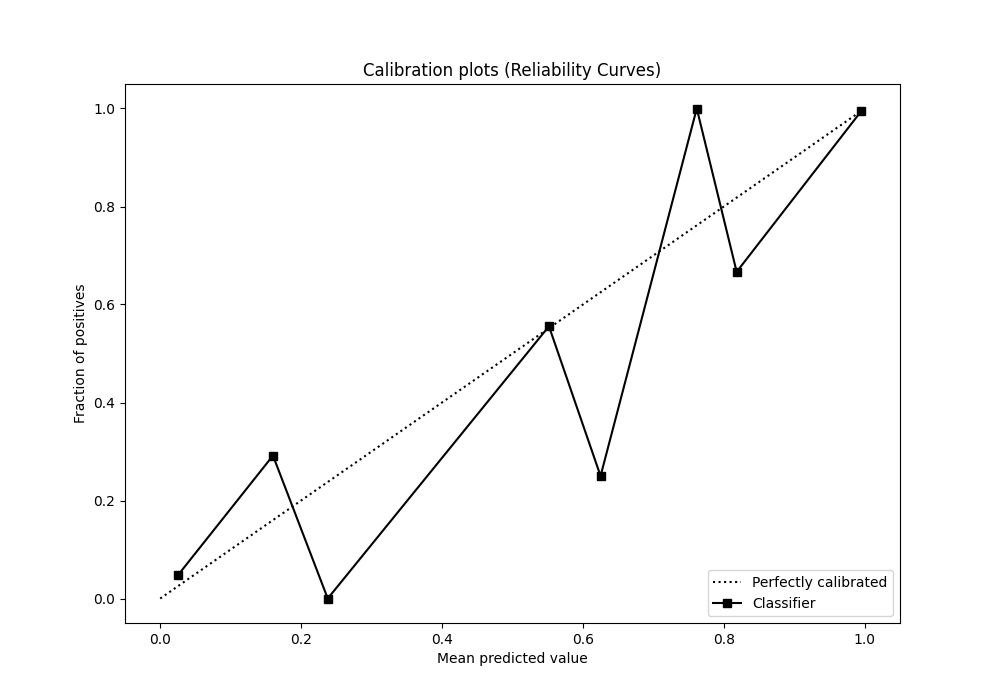 Calibration plots (Reliability Curves)
1.0
0.8
0.6
0.4
0.2
0.0
Fraction of positives
0.0 0.2 0.4 0.6 0.8 1.0
Mean predicted value
Perfectly calibrated
Classifier